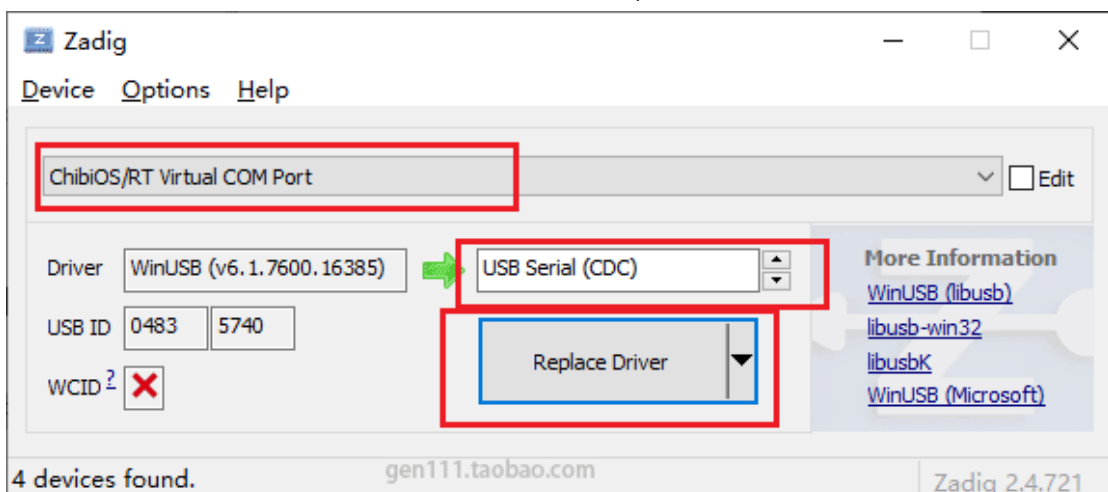 Zadig
Device Options Help
ChibiOS/RT Virtual COM Port
Edit
Driver WinUSB (v6.1.7600.16385) USB Serial (CDC)
More Information
WinUSB (libusb)
USB ID 0483 5740
libusb-win32
Replace Driver
libusbK
WCID ?
WinUSB (Microsoft)
4 devices found.
gen111.taobao.com
Zadig 2.4.721